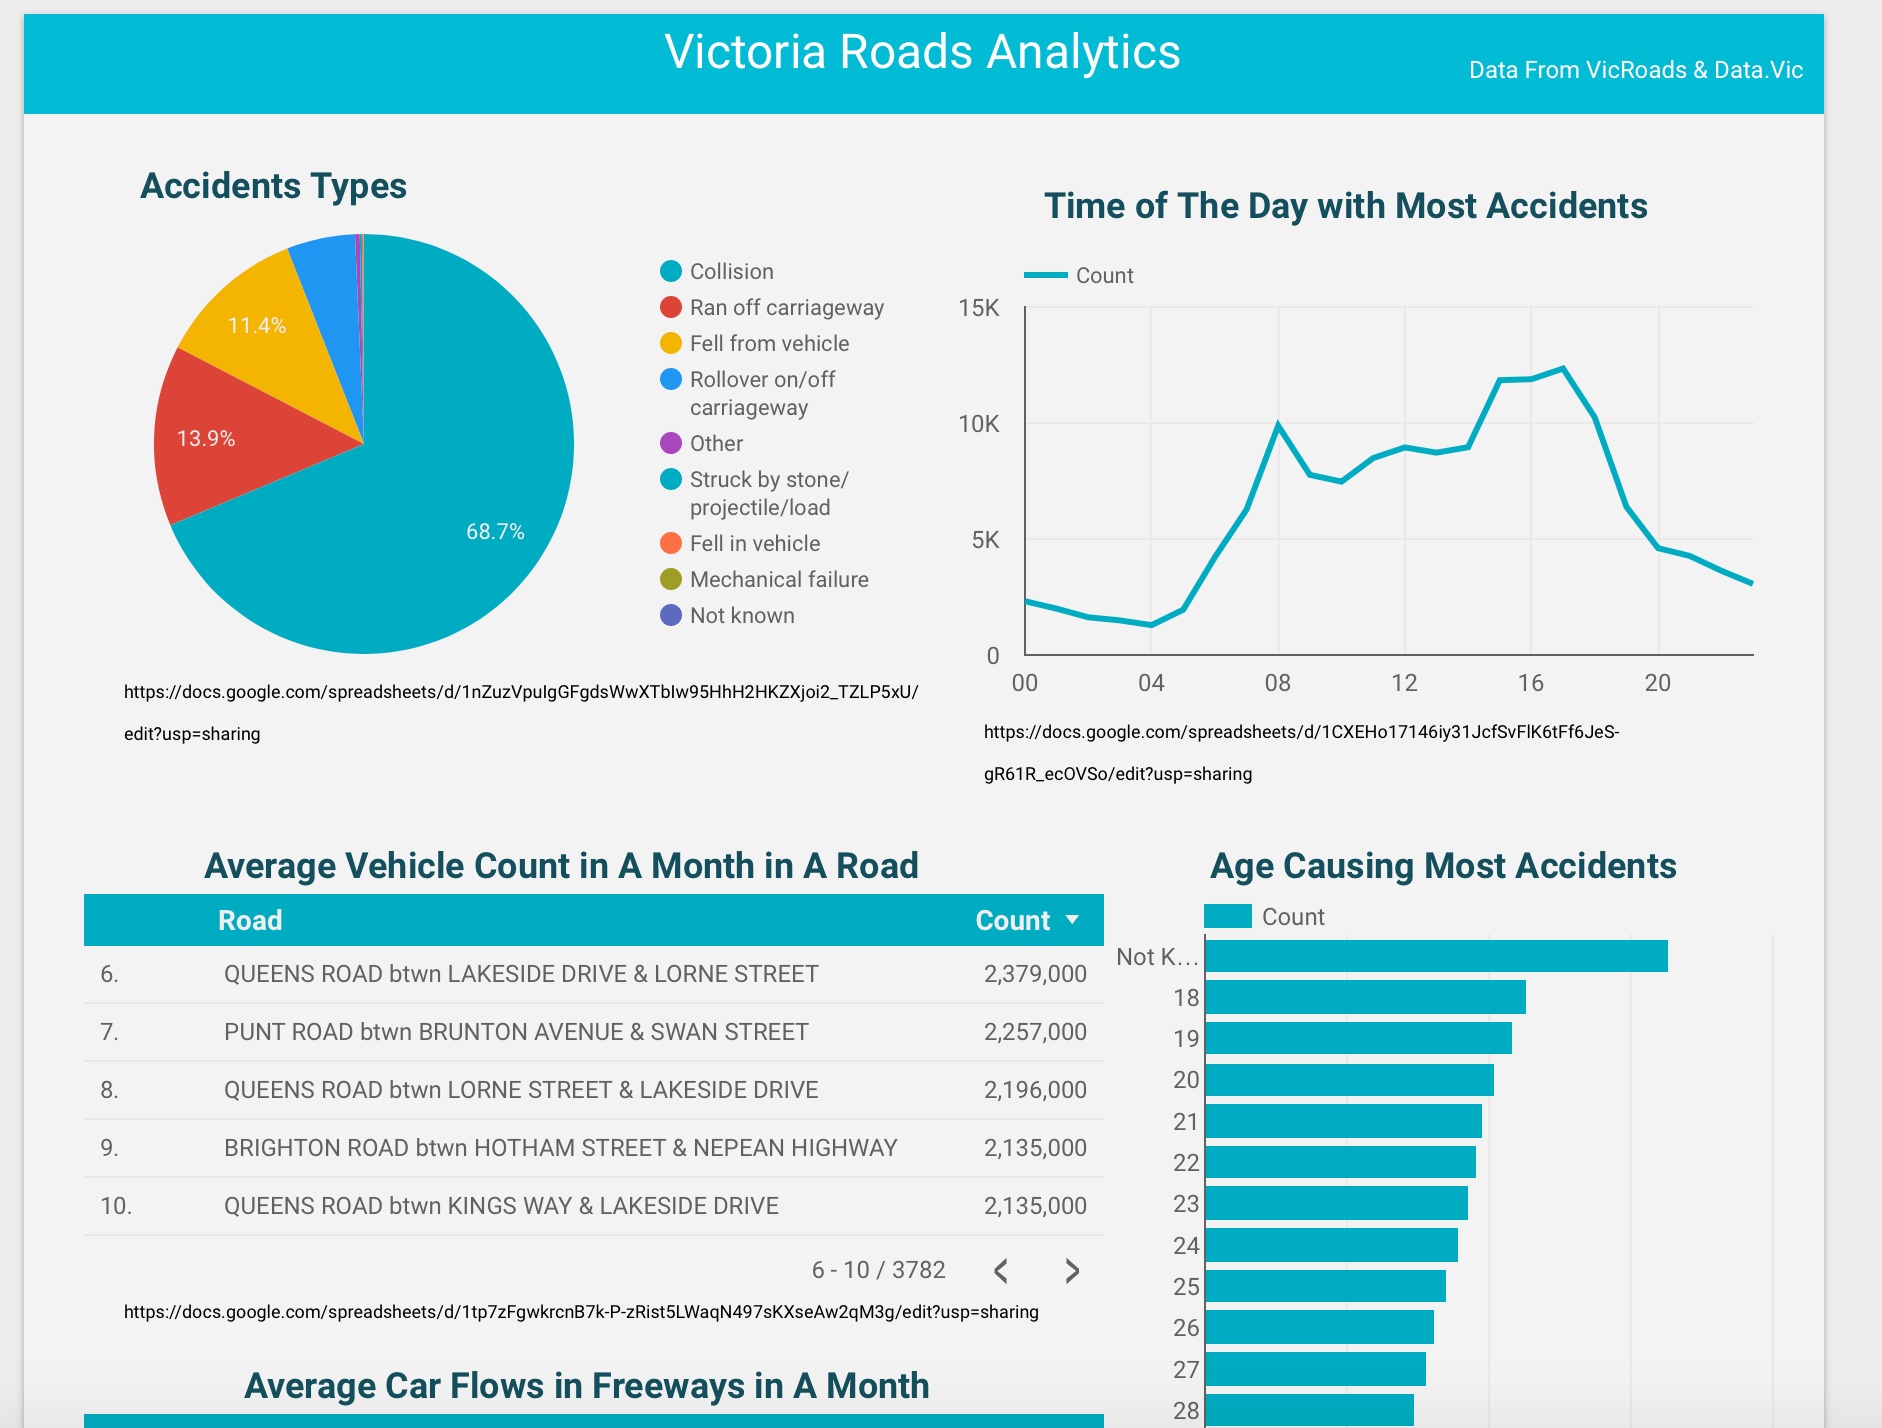 Victoria Roads Analytics
Data From VicRoads & Data.Vic
Accidents Types
11.4%
13.9%
68.7%
Collision
Ran off carriageway
Fell from vehicle
Rollover on/off
carriageway
Other
Struck by stone/
projectile/load
Fell in vehicle
Mechanical failure
Not known
https://docs.google.com/spreadsheets/d/1nZuzVpuIgGFgdsWwXTbIw95HhH2HKZXjoi2_TZLP5xU/
edit?usp=sharing
Time of The Day with Most Accidents
Count
15K
10K
5K
0
00 04 08 12 16 20
https://docs.google.com/spreadsheets/d/1CXEHo17146iy31JcfSvFlK6tFf6JeS-
gR61R_ecOVSo/edit?usp=sharing
Average Vehicle Count in A Month in A Road
Road Count
6. QUEENS ROAD btwn LAKESIDE DRIVE & LORNE STREET 2,379,000
7. PUNT ROAD btwn BRUNTON AVENUE & SWAN STREET 2,257,000
8. QUEENS ROAD btwn LORNE STREET & LAKESIDE DRIVE 2,196,000
9. BRIGHTON ROAD btwn HOTHAM STREET & NEPEAN HIGHWAY 2,135,000
10. QUEENS ROAD btwn KINGS WAY & LAKESIDE DRIVE 2,135,000
6 - 10 / 3782 < >
https://docs.google.com/spreadsheets/d/1tp7zFgwkrcnB7k-P-zRist5LWaqN497sKXseAw2qM3g/edit?usp=sharing
Age Causing Most Accidents
Count
Not K...
18
19
20
21
22
23
24
25
26
27
28
Average Car Flows in Freeways in A Month